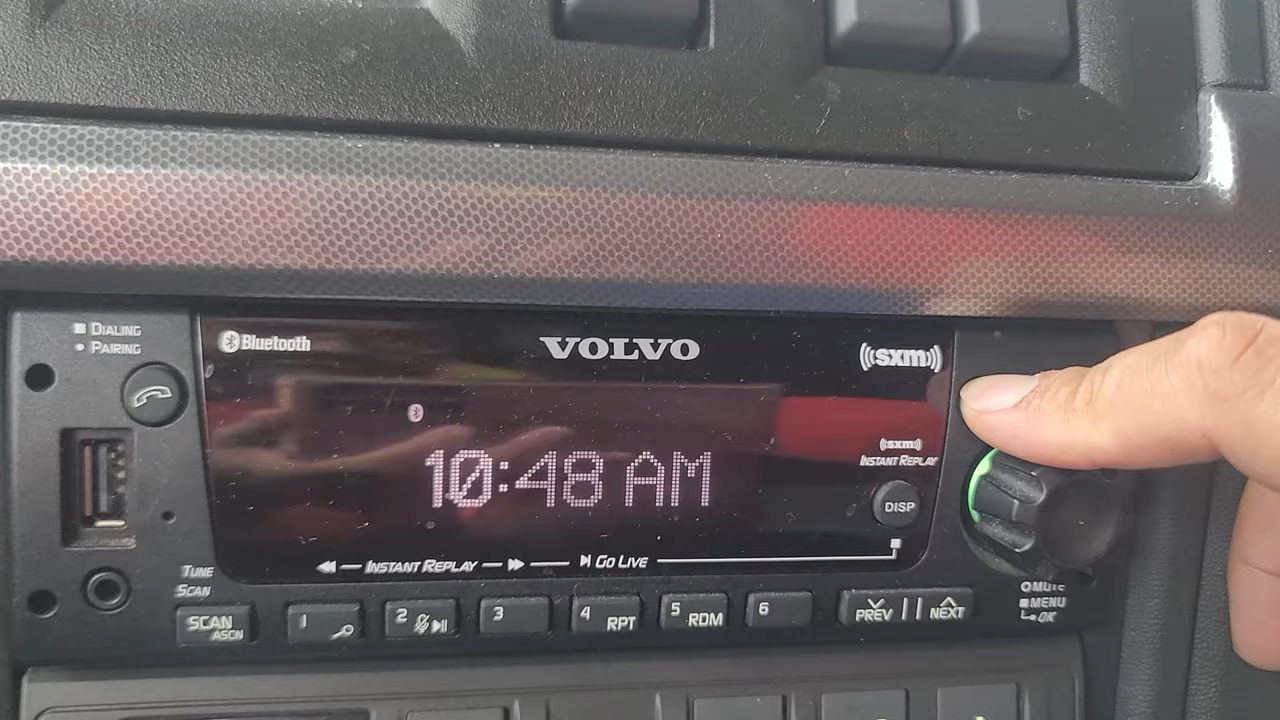 DIALING
PAIRING
Bluetooth
VOLVO
((sxm))
10:48 AM
((sxm))
INSTANT REPLAY
DISP
INSTANT REPLAY
GO LIVE
TUNE
SCAN
SCAN
ASCN
1
2
3
4 RPT
5 RDM
6
PREV
NEXT
MUTE
MENU
OK